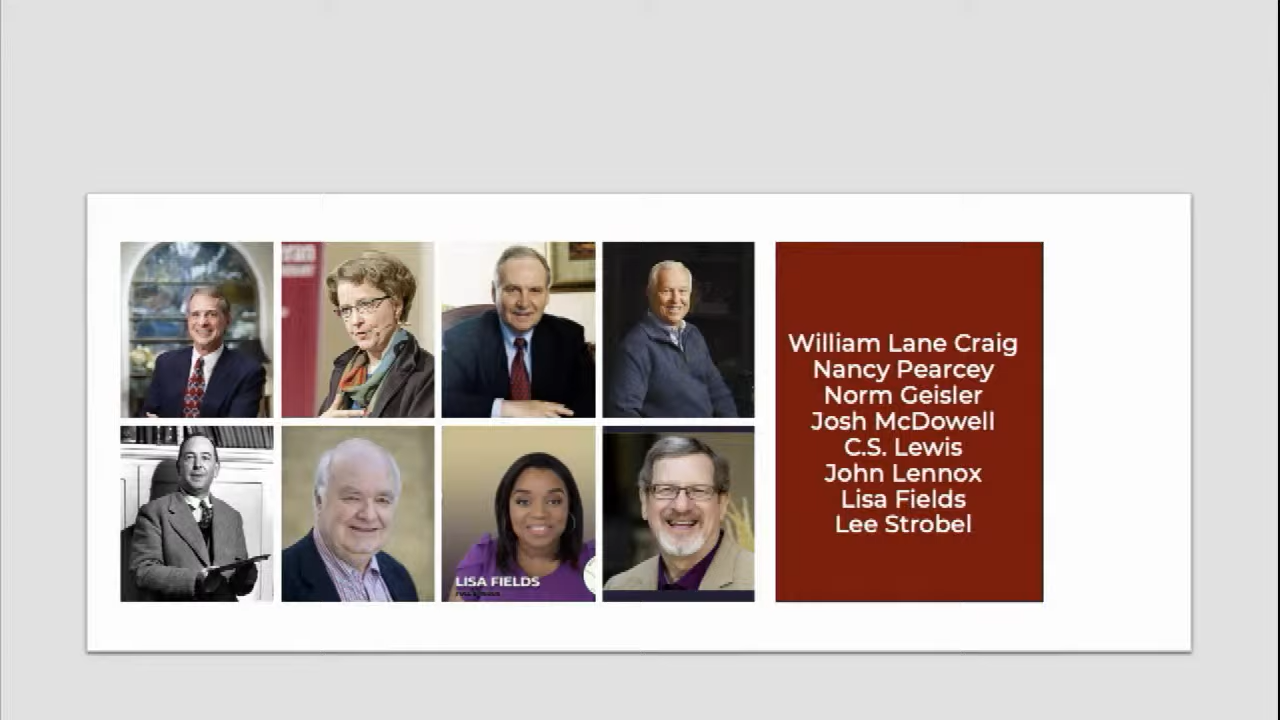 LISA FIELDS
William Lane Craig
Nancy Pearcey
Norm Geisler
Josh McDowell
C.S. Lewis
John Lennox
Lisa Fields
Lee Strobel